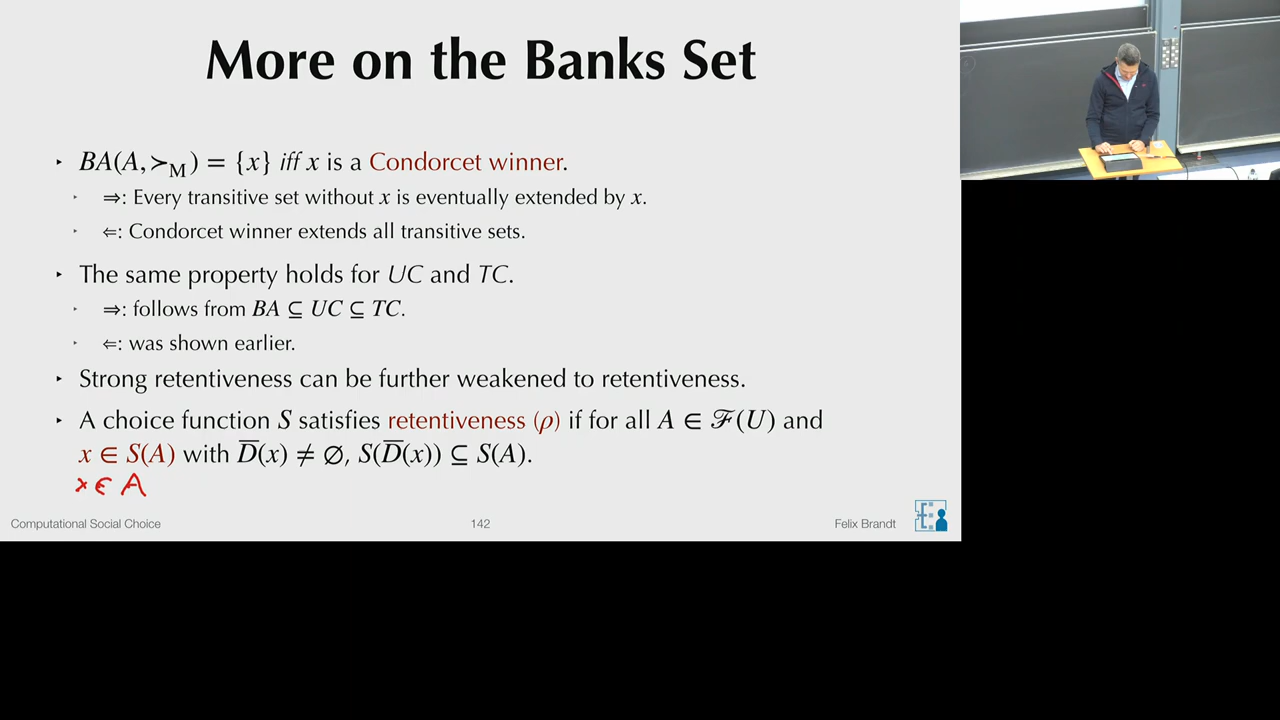 More on the Banks Set
‣ BA(A, ≻_M) = {x} iff x is a Condorcet winner.
‣ ⇒: Every transitive set without x is eventually extended by x.
‣ ⇐: Condorcet winner extends all transitive sets.
‣ The same property holds for UC and TC.
‣ ⇒: follows from BA ⊆ UC ⊆ TC.
‣ ⇐: was shown earlier.
‣ Strong retentiveness can be further weakened to retentiveness.
‣ A choice function S satisfies retentiveness (ρ) if for all A ∈ ℱ(U) and
x ∈ S(A) with D̅(x) ≠ ∅, S(D̅(x)) ⊆ S(A).
x ∈ A
Computational Social Choice
142
Felix Brandt